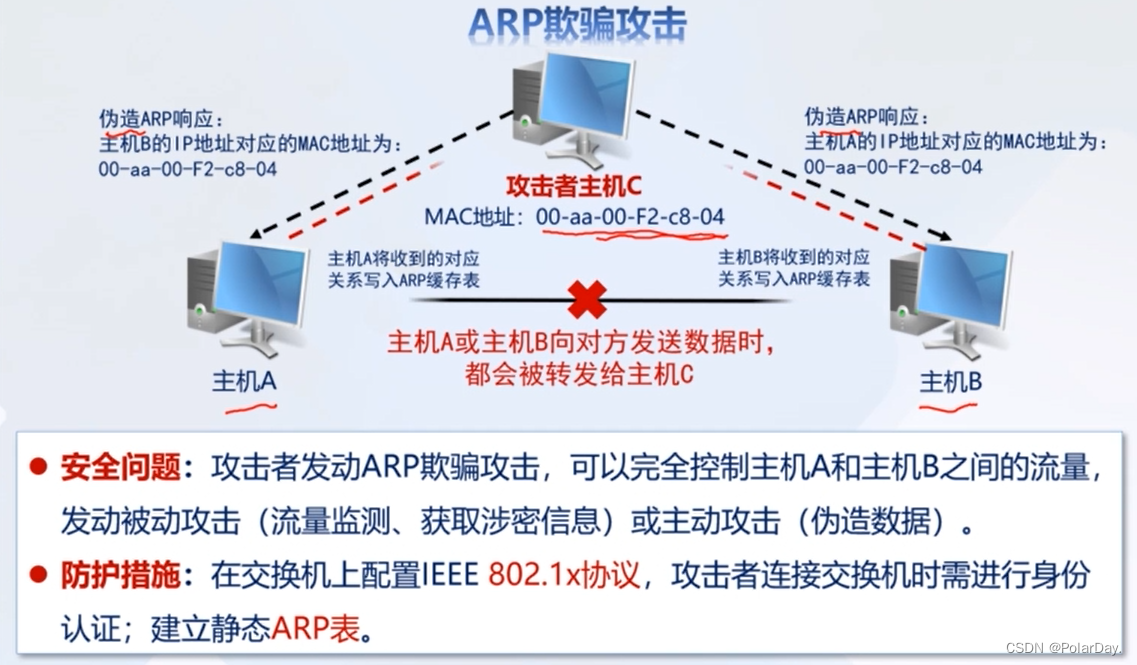 ARP欺骗攻击
伪造ARP响应：
主机B的IP地址对应的MAC地址为：
00-aa-00-F2-c8-04
伪造ARP响应：
主机A的IP地址对应的MAC地址为：
00-aa-00-F2-c8-04
攻击者主机C
MAC地址：00-aa-00-F2-c8-04
主机A将收到的对应
关系写入ARP缓存表
主机B将收到的对应
关系写入ARP缓存表
主机A或主机B向对方发送数据时，
都会被转发给主机C
主机A
主机B
● 安全问题：攻击者发动ARP欺骗攻击，可以完全控制主机A和主机B之间的流量，
发动被动攻击（流量监测、获取涉密信息）或主动攻击（伪造数据）。
● 防护措施：在交换机上配置IEEE 802.1x协议，攻击者连接交换机时需进行身份
认证；建立静态ARP表。
CSDN @PolarDay.